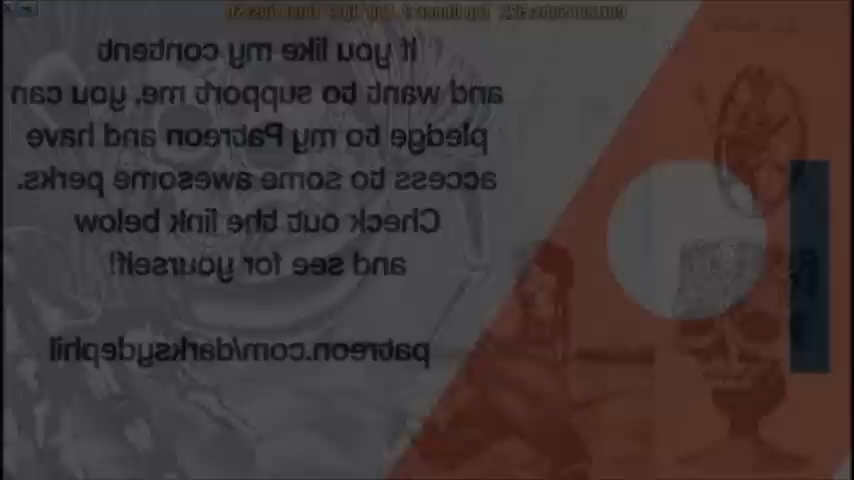 If you like my content
and want to support me, you can
pledge to my Patreon and have
access to some awesome perks.
Check out the link below
and see for yourself!
patreon.com/darksydephil